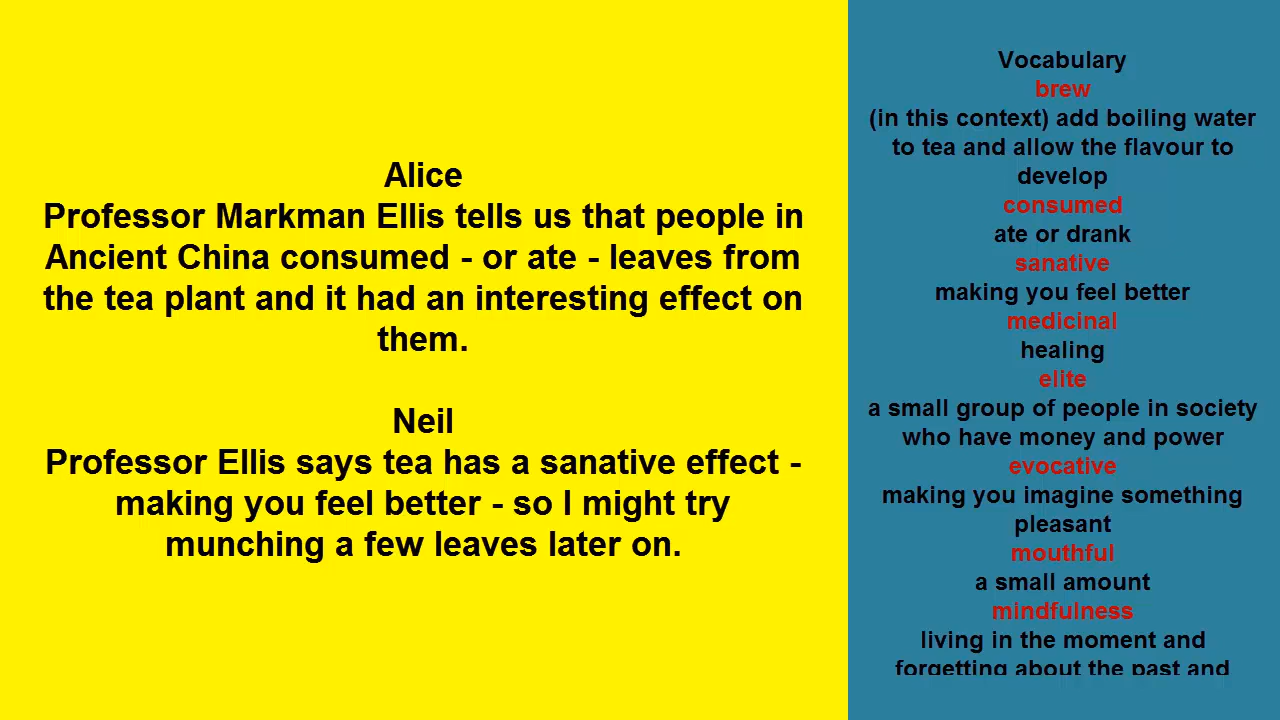 Alice
Professor Markman Ellis tells us that people in
Ancient China consumed - or ate - leaves from
the tea plant and it had an interesting effect on
them.
Neil
Professor Ellis says tea has a sanative effect -
making you feel better - so I might try
munching a few leaves later on.
Vocabulary
brew
(in this context) add boiling water
to tea and allow the flavour to
develop
consumed
ate or drank
sanative
making you feel better
medicinal
healing
elite
a small group of people in society
who have money and power
evocative
making you imagine something
pleasant
mouthful
a small amount
mindfulness
living in the moment and
forgetting about the past and